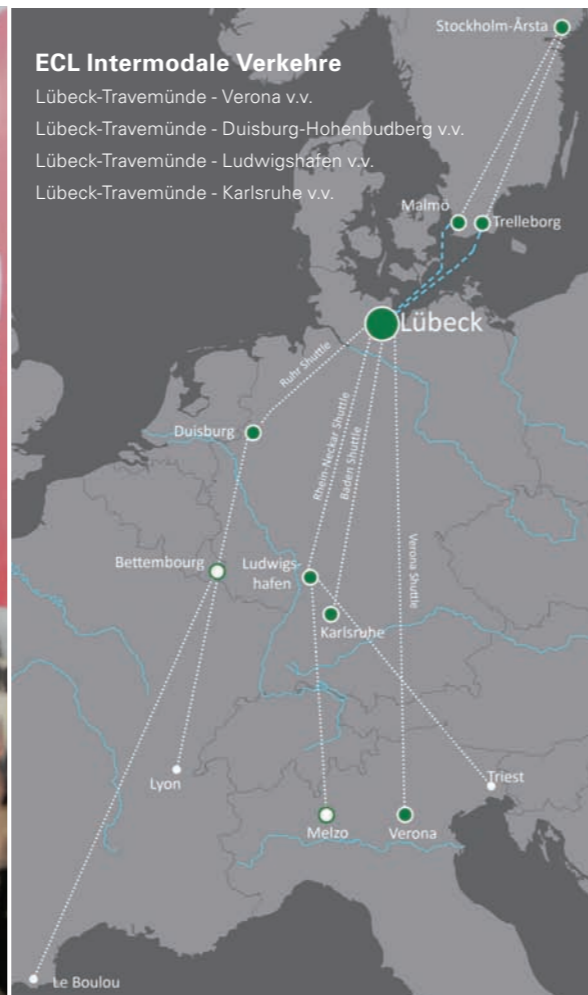 ECL Intermodale Verkehre
Lübeck-Travemünde - Verona v.v.
Lübeck-Travemünde - Duisburg-Hohenbudberg v.v.
Lübeck-Travemünde - Ludwigshafen v.v.
Lübeck-Travemünde - Karlsruhe v.v.
Stockholm-Årsta
Malmö
Trelleborg
Lübeck
Ruhr Shuttle
Rhein-Neckar Shuttle
Baden Shuttle
Verona Shuttle
Duisburg
Bettembourg
Ludwigs-
hafen
Karlsruhe
Lyon
Triest
Melzo
Verona
Le Boulou